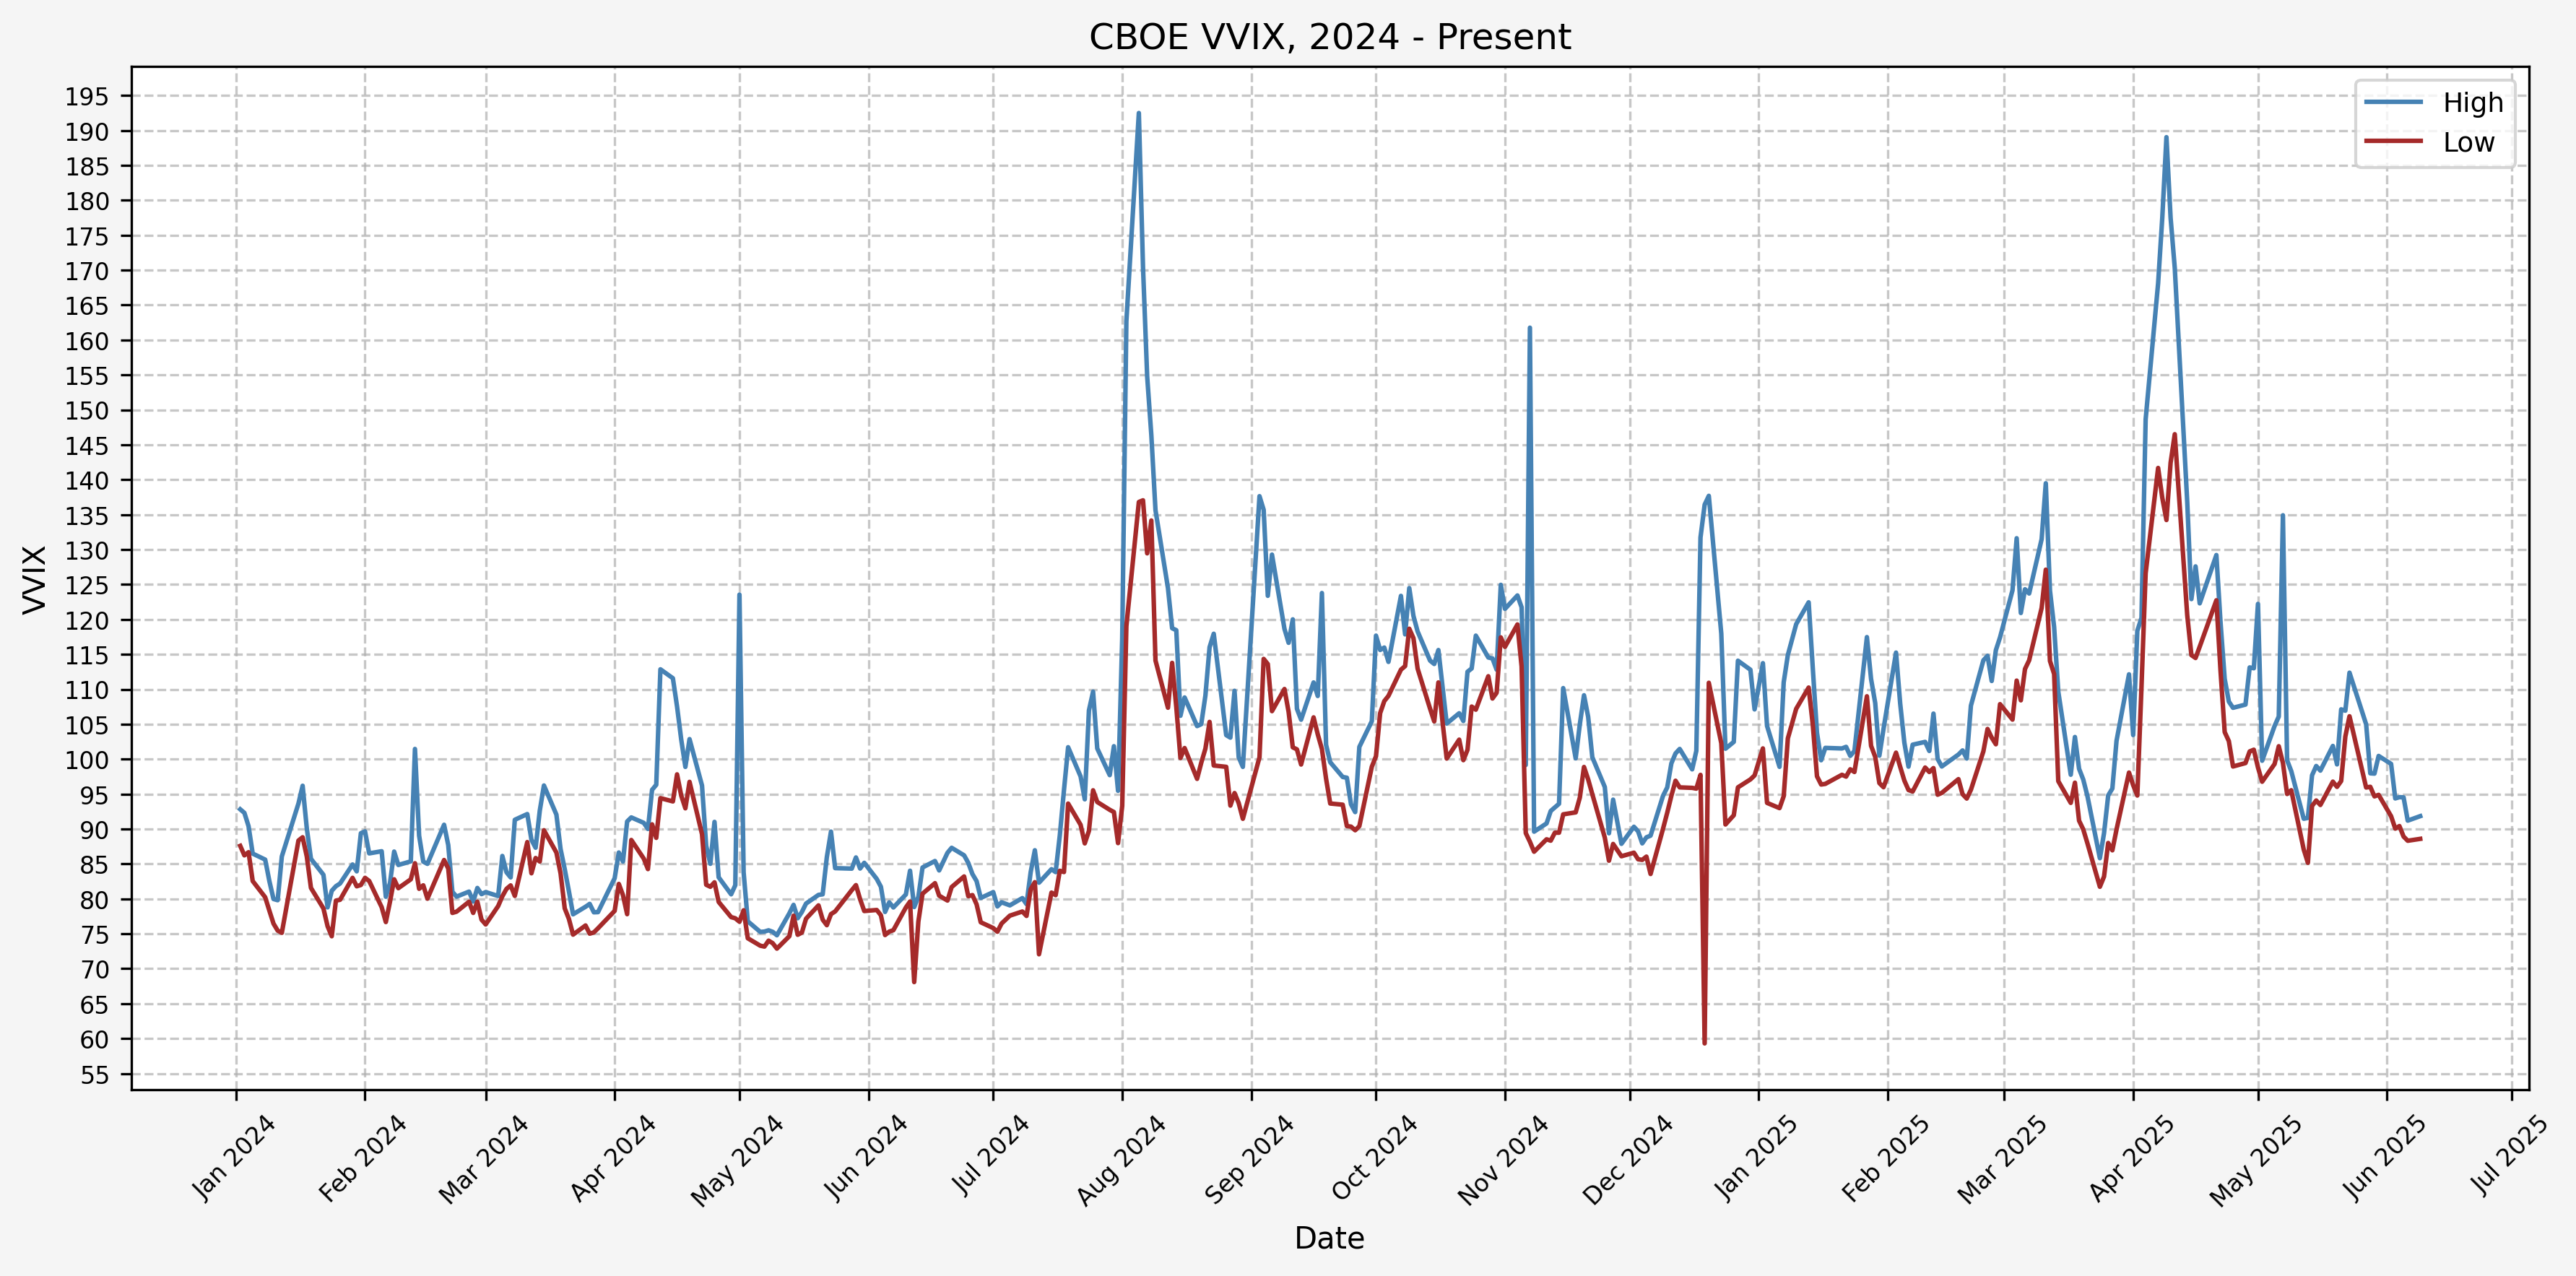 CBOE VVIX, 2024 - Present
High
Low
195
190
185
180
175
170
165
160
155
150
145
140
135
130
125
120
115
110
105
100
95
90
85
80
75
70
65
60
55
VVIX
Jan 2024
Feb 2024
Mar 2024
Apr 2024
May 2024
Jun 2024
Jul 2024
Aug 2024
Sep 2024
Oct 2024
Nov 2024
Dec 2024
Jan 2025
Feb 2025
Mar 2025
Apr 2025
May 2025
Jun 2025
Jul 2025
Date